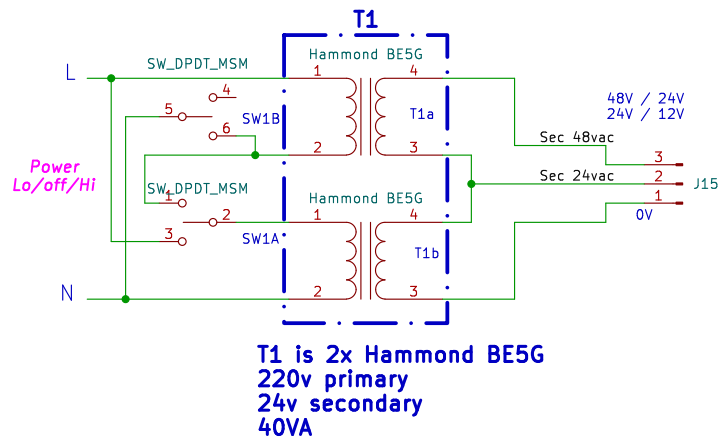 T1
Hammond BE5G
SW_DPDT_MSM
L
1
4
4
5
SW1B
T1a
6
2
3
48V / 24V
24V / 12V
Sec 48vac
3
Power
Lo/off/Hi
Sec 24vac
2
J15
SW_DPDT_MSM
Hammond BE5G
1
1
0V
2
1
4
3
SW1A
T1b
N
2
3
T1 is 2x Hammond BE5G
220v primary
24v secondary
40VA